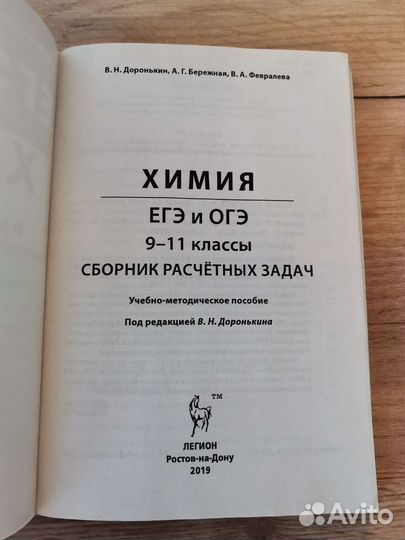 В. Н. Доронькин, А. Г. Бережная, В. А. Февралева
ХИМИЯ
ЕГЭ и ОГЭ
9–11 классы
СБОРНИК РАСЧЁТНЫХ ЗАДАЧ
Учебно-методическое пособие
Под редакцией В. Н. Доронькина
TM
ЛЕГИОН
Ростов-на-Дону
2019
Avito